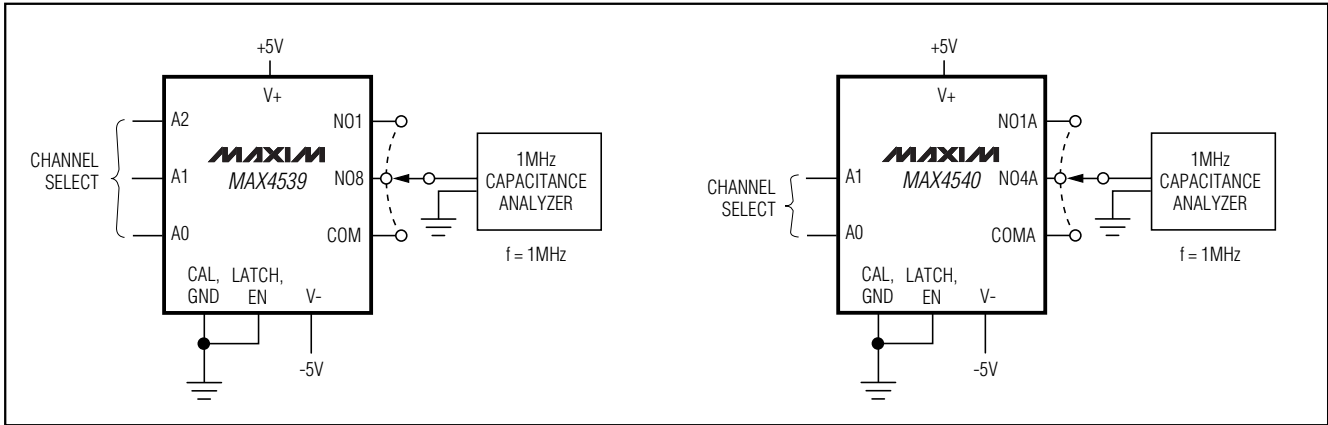 +5V
V+
A2
NO1
CHANNEL
SELECT
A1
MAXIM
MAX4539
NO8
1MHz
CAPACITANCE
ANALYZER
A0
COM
f = 1MHz
CAL,
GND
LATCH,
EN
V-
-5V
+5V
V+
NO1A
CHANNEL
SELECT
A1
MAXIM
MAX4540
NO4A
1MHz
CAPACITANCE
ANALYZER
A0
COMA
f = 1MHz
CAL,
GND
LATCH,
EN
V-
-5V